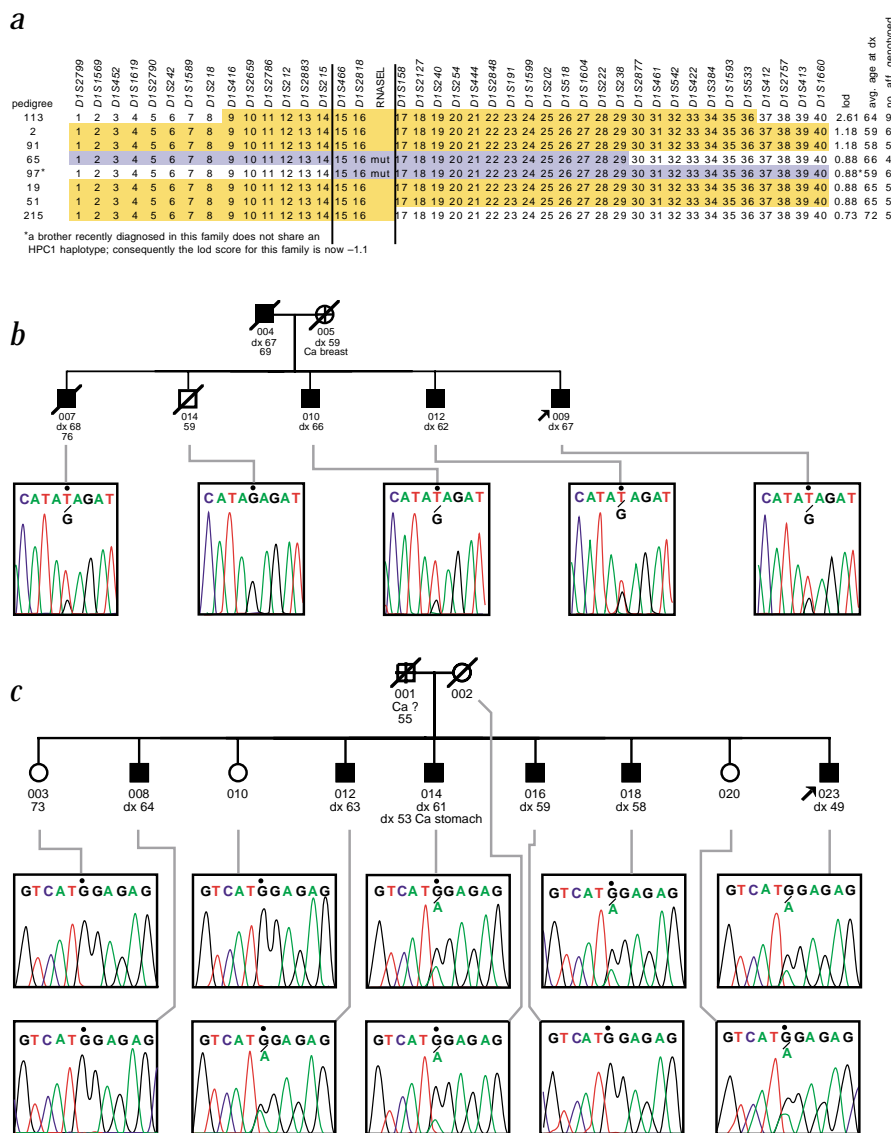 a
pedigree D1S2799 D1S1569 D1S452 D1S1619 D1S2790 D1S242 D1S1589 D1S218 D1S416 D1S2659 D1S2786 D1S212 D1S2883 D1S215 D1S466 D1S2818 RNASEL D1S158 D1S2127 D1S240 D1S254 D1S444 D1S2848 D1S191 D1S1599 D1S202 D1S518 D1S1604 D1S222 D1S238 D1S2877 D1S461 D1S542 D1S422 D1S384 D1S1593 D1S533 D1S412 D1S2757 D1S413 D1S1660 lod avg. age at dx no. aff. genotyped
113 1 2 3 4 5 6 7 8 9 10 11 12 13 14 15 16 17 18 19 20 21 22 23 24 25 26 27 28 29 30 31 32 33 34 35 36 37 38 39 40 2.61 64 9
2 1 2 3 4 5 6 7 8 9 10 11 12 13 14 15 16 17 18 19 20 21 22 23 24 25 26 27 28 29 30 31 32 33 34 35 36 37 38 39 40 1.18 59 6
91 1 2 3 4 5 6 7 8 9 10 11 12 13 14 15 16 17 18 19 20 21 22 23 24 25 26 27 28 29 30 31 32 33 34 35 36 37 38 39 40 1.18 58 5
65 1 2 3 4 5 6 7 8 9 10 11 12 13 14 15 16 mut 17 18 19 20 21 22 23 24 25 26 27 28 29 30 31 32 33 34 35 36 37 38 39 40 0.88 66 4
97* 1 2 3 4 5 6 7 8 9 10 11 12 13 14 15 16 mut 17 18 19 20 21 22 23 24 25 26 27 28 29 30 31 32 33 34 35 36 37 38 39 40 0.88* 59 6
19 1 2 3 4 5 6 7 8 9 10 11 12 13 14 15 16 17 18 19 20 21 22 23 24 25 26 27 28 29 30 31 32 33 34 35 36 37 38 39 40 0.88 65 5
51 1 2 3 4 5 6 7 8 9 10 11 12 13 14 15 16 17 18 19 20 21 22 23 24 25 26 27 28 29 30 31 32 33 34 35 36 37 38 39 40 0.88 65 5
215 1 2 3 4 5 6 7 8 9 10 11 12 13 14 15 16 17 18 19 20 21 22 23 24 25 26 27 28 29 30 31 32 33 34 35 36 37 38 39 40 0.73 72 5
*a brother recently diagnosed in this family does not share an
HPC1 haplotype; consequently the lod score for this family is now –1.1
b
004 005
dx 67 dx 59
69 Ca breast
007 014 010 012 009
dx 68 59 dx 66 dx 62 dx 67
76
CATATAGAT CATAGAGAT CATATAGAT CATATAGAT CATATAGAT
G G G G
c
001 002
Ca ?
55
003 008 010 012 014 016 018 020 023
73 dx 64 dx 63 dx 61 dx 59 dx 58 dx 49
dx 53 Ca stomach
GTCATGGAGAG GTCATGGAGAG GTCATGGAGAG GTCATGGAGAG GTCATGGAGAG
A A A
GTCATGGAGAG GTCATGGAGAG GTCATGGAGAG GTCATGGAGAG GTCATGGAGAG
A A A